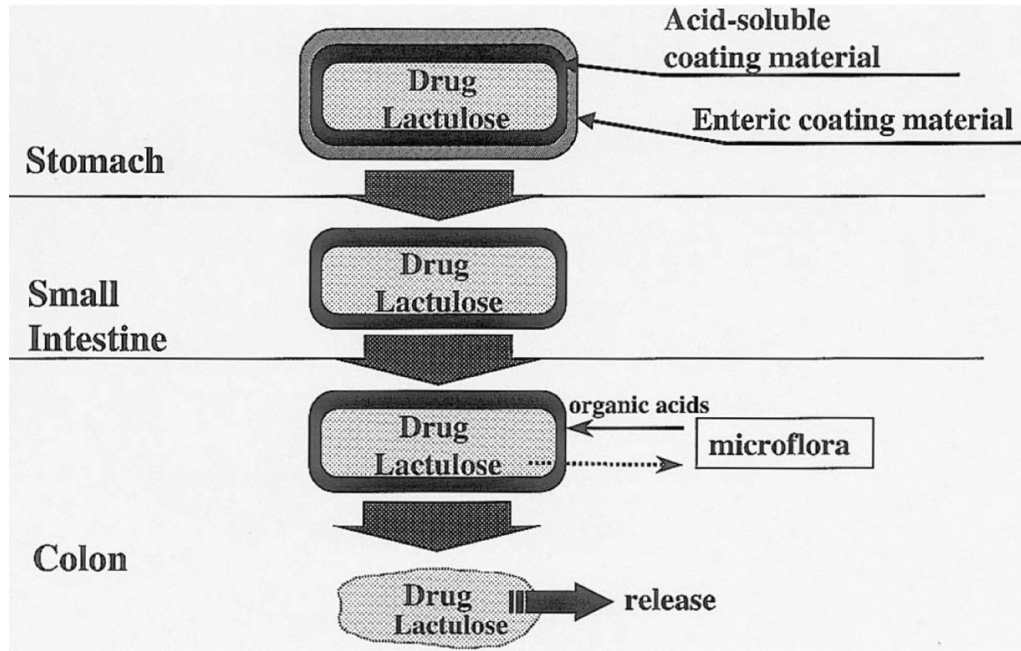 Acid-soluble
coating material
Drug
Lactulose
Enteric coating material
Stomach
Drug
Lactulose
Small
Intestine
organic acids
Drug
Lactulose
microflora
Colon
Drug
Lactulose
release